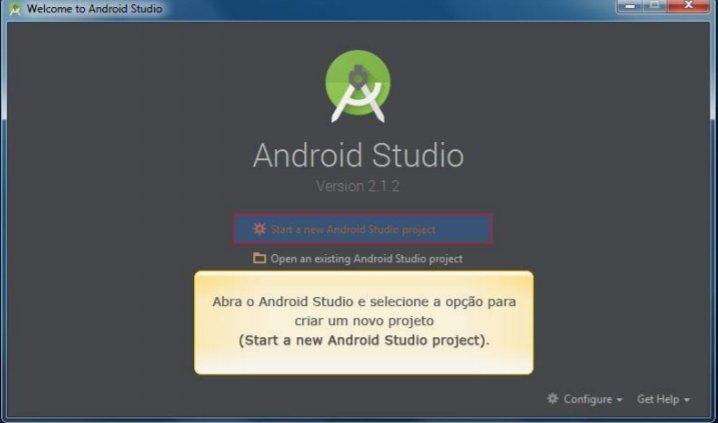 Welcome to Android Studio
Android Studio
Version 2.1.2
Start a new Android Studio project
Open an existing Android Studio project
Abra o Android Studio e selecione a opção para
criar um novo projeto
(Start a new Android Studio project).
Configure Get Help